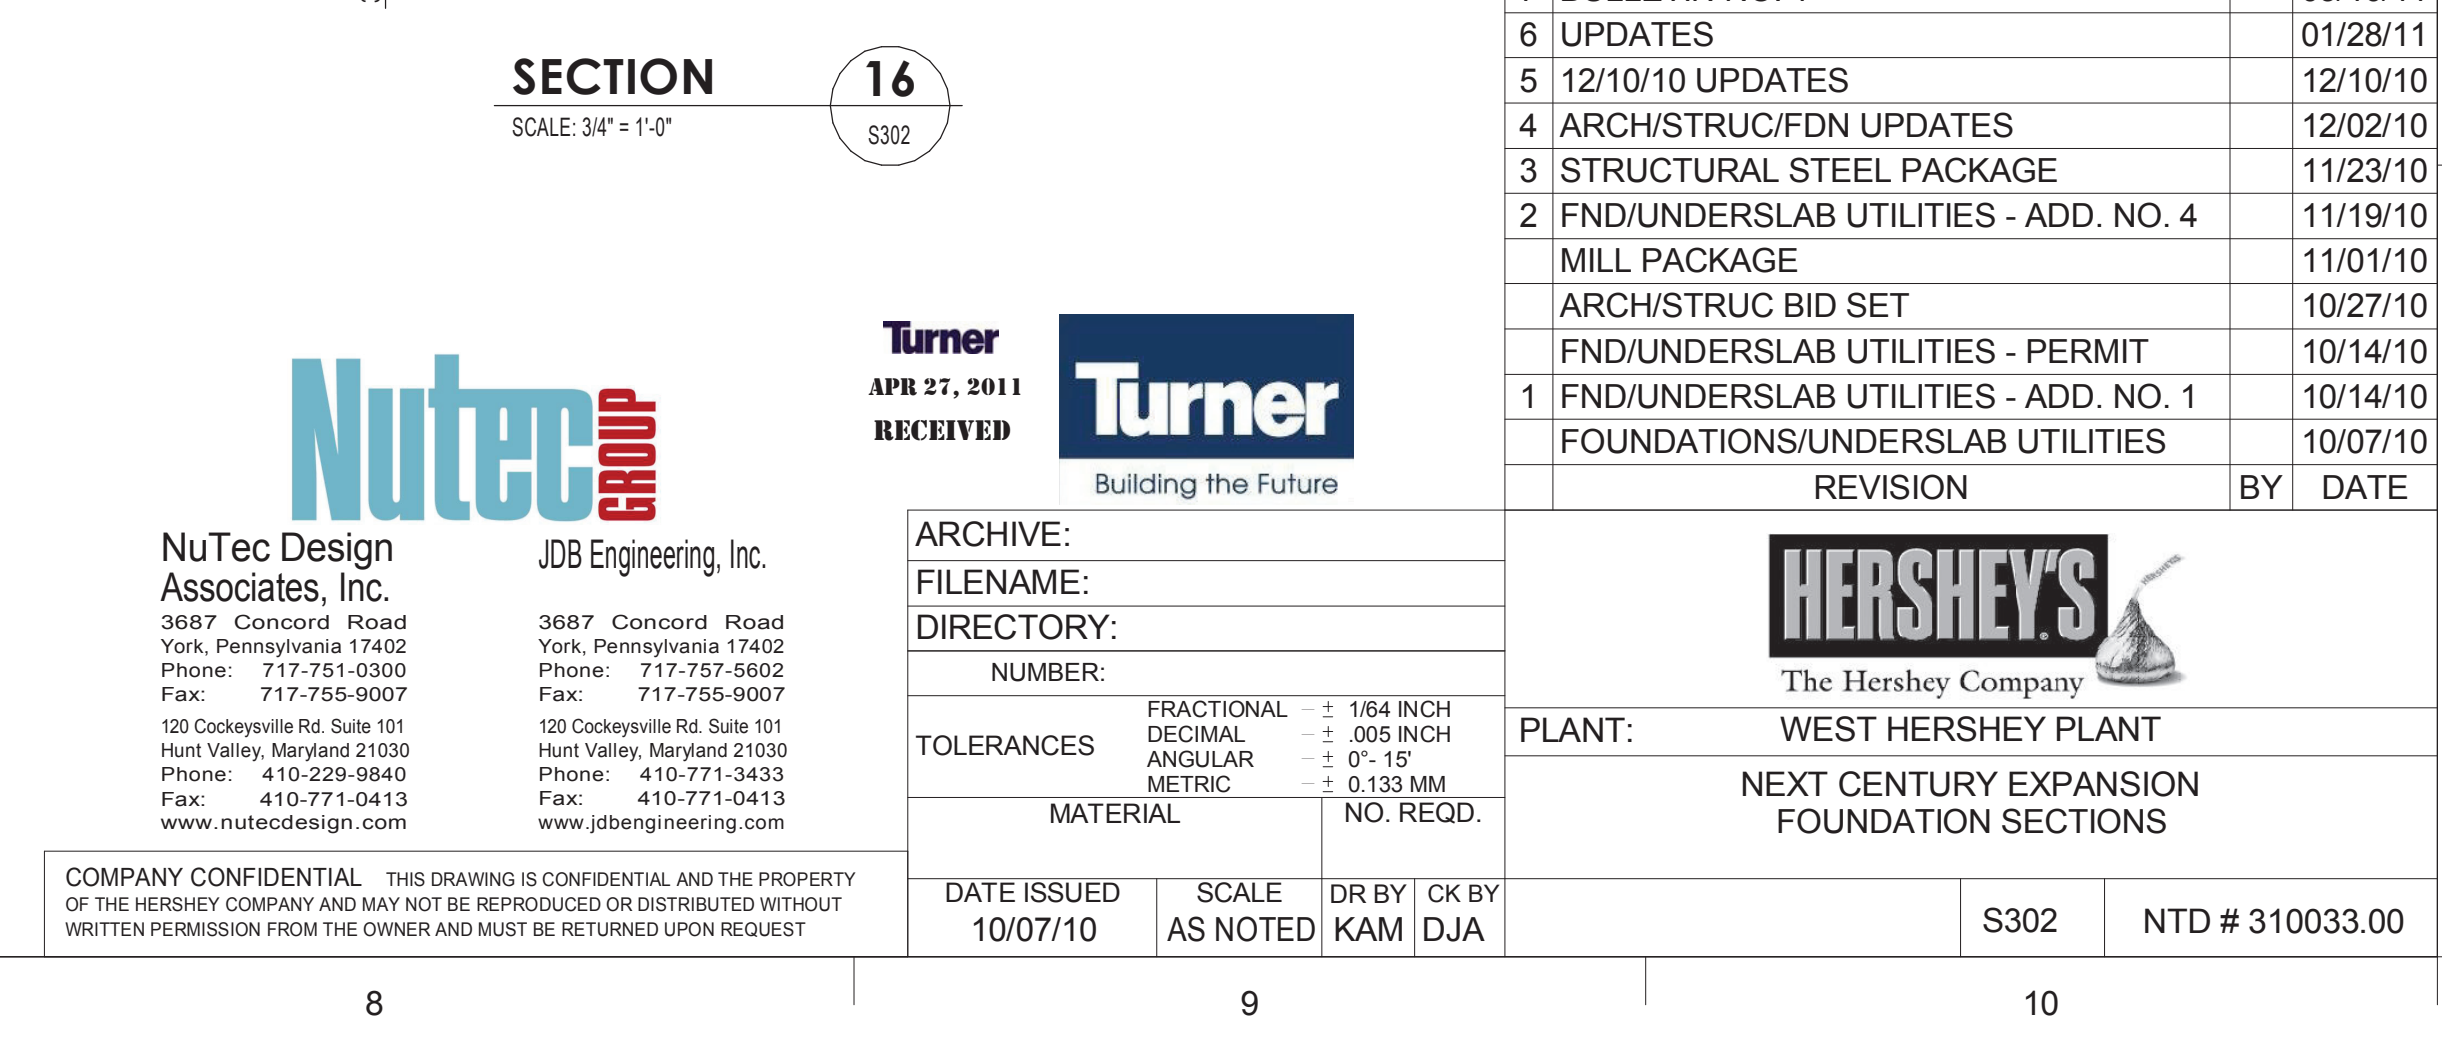 6 UPDATES 01/28/11
5 12/10/10 UPDATES 12/10/10
4 ARCH/STRUC/FDN UPDATES 12/02/10
3 STRUCTURAL STEEL PACKAGE 11/23/10
2 FND/UNDERSLAB UTILITIES - ADD. NO. 4 11/19/10
MILL PACKAGE 11/01/10
ARCH/STRUC BID SET 10/27/10
FND/UNDERSLAB UTILITIES - PERMIT 10/14/10
1 FND/UNDERSLAB UTILITIES - ADD. NO. 1 10/14/10
FOUNDATIONS/UNDERSLAB UTILITIES 10/07/10
REVISION BY DATE
SECTION 16
SCALE: 3/4" = 1'-0" S302
Nutec GROUP
Turner
APR 27, 2011
RECEIVED
Turner
Building the Future
NuTec Design
Associates, Inc.
3687 Concord Road
York, Pennsylvania 17402
Phone: 717-751-0300
Fax: 717-755-9007
120 Cockeysville Rd. Suite 101
Hunt Valley, Maryland 21030
Phone: 410-229-9840
Fax: 410-771-0413
www.nutecdesign.com
JDB Engineering, Inc.
3687 Concord Road
York, Pennsylvania 17402
Phone: 717-757-5602
Fax: 717-755-9007
120 Cockeysville Rd. Suite 101
Hunt Valley, Maryland 21030
Phone: 410-771-3433
Fax: 410-771-0413
www.jdbengineering.com
COMPANY CONFIDENTIAL THIS DRAWING IS CONFIDENTIAL AND THE PROPERTY
OF THE HERSHEY COMPANY AND MAY NOT BE REPRODUCED OR DISTRIBUTED WITHOUT
WRITTEN PERMISSION FROM THE OWNER AND MUST BE RETURNED UPON REQUEST
ARCHIVE:
FILENAME:
DIRECTORY:
NUMBER:
TOLERANCES
FRACTIONAL – ± 1/64 INCH
DECIMAL – ± .005 INCH
ANGULAR – ± 0°- 15'
METRIC – ± 0.133 MM
MATERIAL NO. REQD.
DATE ISSUED SCALE DR BY CK BY
10/07/10 AS NOTED KAM DJA
HERSHEY'S
HERSHEY'S
The Hershey Company
PLANT: WEST HERSHEY PLANT
NEXT CENTURY EXPANSION
FOUNDATION SECTIONS
S302 NTD # 310033.00
8 9 10